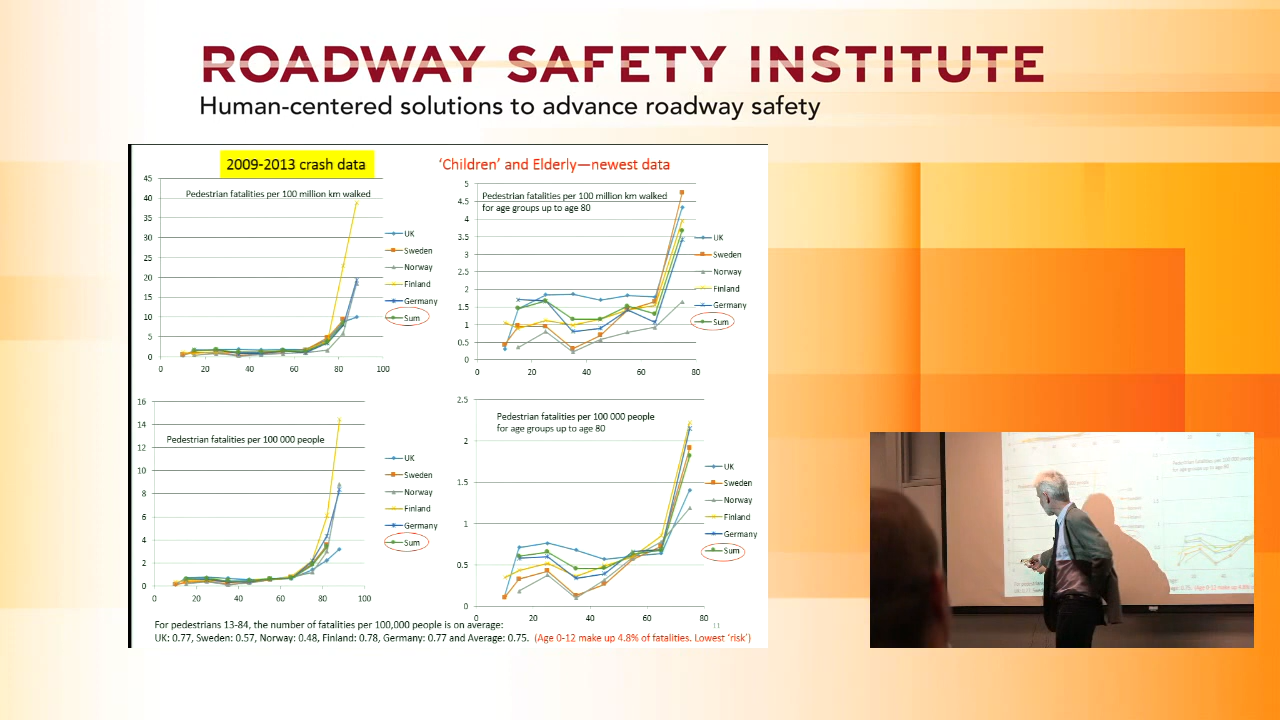 ROADWAY SAFETY INSTITUTE
Human-centered solutions to advance roadway safety
2009-2013 crash data
'Children' and Elderly—newest data
45
40
35
30
25
20
15
10
5
0
0 20 40 60 80 100
Pedestrian fatalities per 100 million km walked
UK
Sweden
Norway
Finland
Germany
Sum
5
4.5
4
3.5
3
2.5
2
1.5
1
0.5
0
0 20 40 60 80
Pedestrian fatalities per 100 million km walked
for age groups up to age 80
UK
Sweden
Norway
Finland
Germany
Sum
16
14
12
10
8
6
4
2
0
0 20 40 60 80 100
Pedestrian fatalities per 100 000 people
UK
Sweden
Norway
Finland
Germany
Sum
2.5
2
1.5
1
0.5
0
0 20 40 60 80
Pedestrian fatalities per 100 000 people
for age groups up to age 80
UK
Sweden
Norway
Finland
Germany
Sum
11
For pedestrians 13-84, the number of fatalities per 100,000 people is on average:
UK: 0.77, Sweden: 0.57, Norway: 0.48, Finland: 0.78, Germany: 0.77 and Average: 0.75. (Age 0-12 make up 4.8% of fatalities. Lowest 'risk')